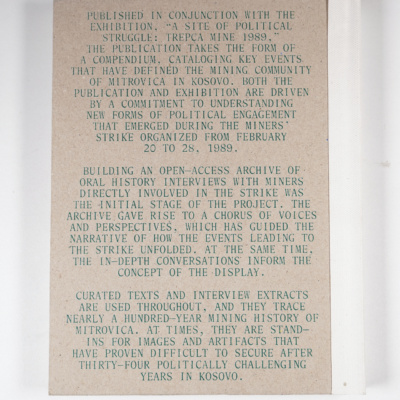 PUBLISHED IN CONJUNCTION WITH THE
EXHIBITION, "A SITE OF POLITICAL
STRUGGLE: TREPÇA MINE 1989,"
THE PUBLICATION TAKES THE FORM OF
A COMPENDIUM, CATALOGING KEY EVENTS
THAT HAVE DEFINED THE MINING COMMUNITY
OF MITROVICA IN KOSOVO. BOTH THE
PUBLICATION AND EXHIBITION ARE DRIVEN
BY A COMMITMENT TO UNDERSTANDING
NEW FORMS OF POLITICAL ENGAGEMENT
THAT EMERGED DURING THE MINERS'
STRIKE ORGANIZED FROM FEBRUARY
20 TO 28, 1989.
BUILDING AN OPEN-ACCESS ARCHIVE OF
ORAL HISTORY INTERVIEWS WITH MINERS
DIRECTLY INVOLVED IN THE STRIKE WAS
THE INITIAL STAGE OF THE PROJECT. THE
ARCHIVE GAVE RISE TO A CHORUS OF VOICES
AND PERSPECTIVES, WHICH HAS GUIDED THE
NARRATIVE OF HOW THE EVENTS LEADING TO
THE STRIKE UNFOLDED. AT THE SAME TIME,
THE IN-DEPTH CONVERSATIONS INFORM THE
CONCEPT OF THE DISPLAY.
CURATED TEXTS AND INTERVIEW EXTRACTS
ARE USED THROUGHOUT, AND THEY TRACE
NEARLY A HUNDRED-YEAR MINING HISTORY OF
MITROVICA. AT TIMES, THEY ARE STAND-
INS FOR IMAGES AND ARTIFACTS THAT
HAVE PROVEN DIFFICULT TO SECURE AFTER
THIRTY-FOUR POLITICALLY CHALLENGING
YEARS IN KOSOVO.